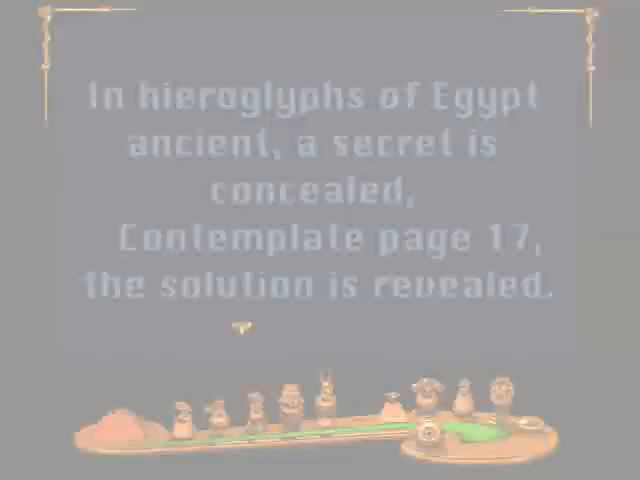 In hieroglyphs of Egypt
ancient, a secret is
concealed,
Contemplate page 17,
the solution is revealed.